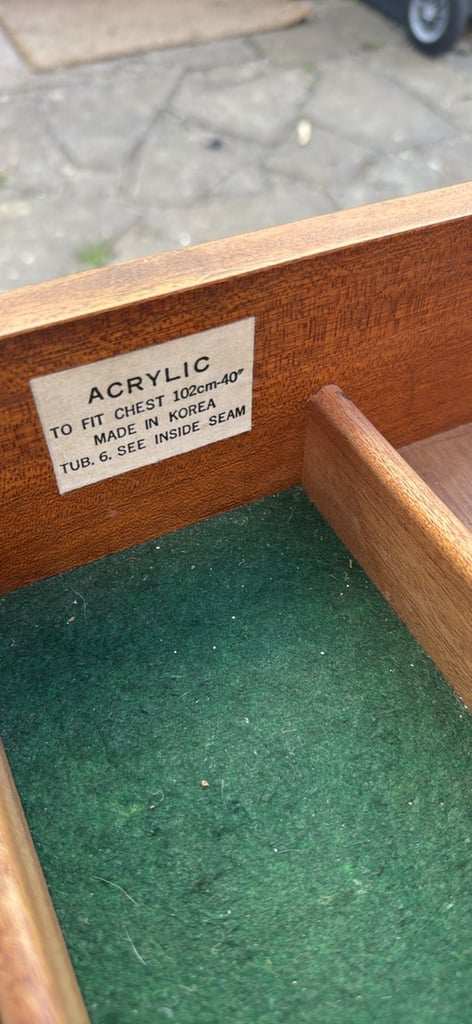 ACRYLIC
TO FIT CHEST 102cm-40"
MADE IN KOREA
TUB. 6. SEE INSIDE SEAM